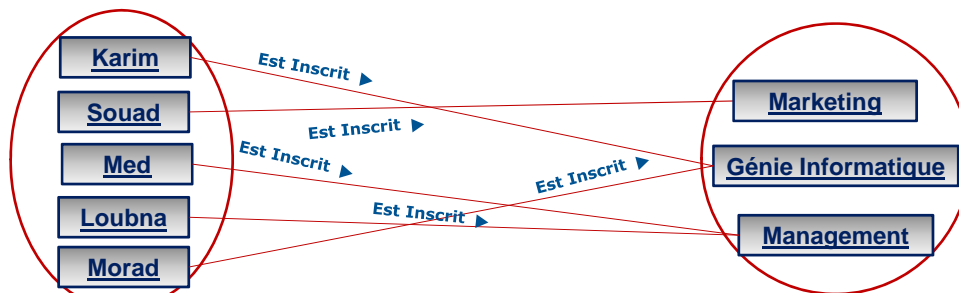 Karim
Souad
Med
Loubna
Morad
Est Inscrit ►
Est Inscrit ►
Est Inscrit ►
Est Inscrit ►
Est Inscrit ►
Marketing
Génie Informatique
Management